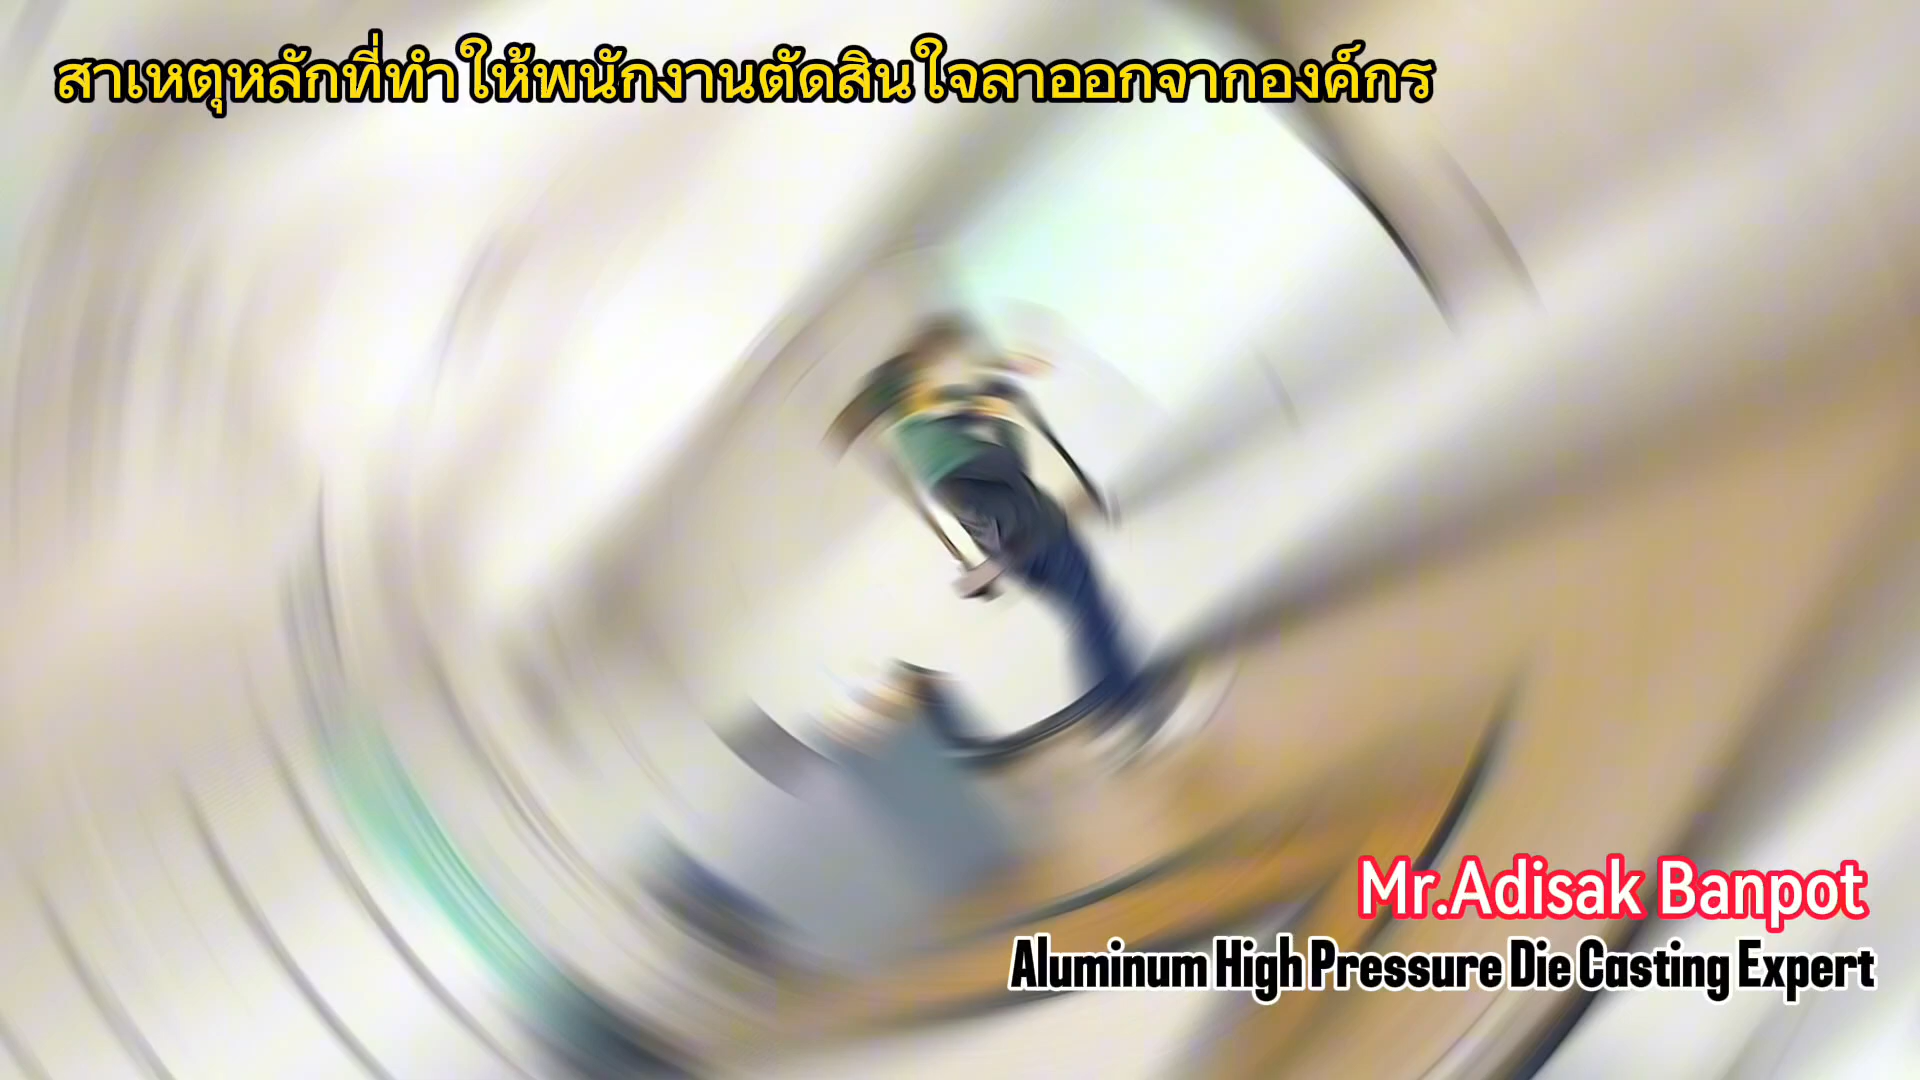 สาเหตุหลักที่ทำให้พนักงานตัดสินใจลาออกจากองค์กร
Mr.Adisak Banpot
Aluminum High Pressure Die Casting Expert